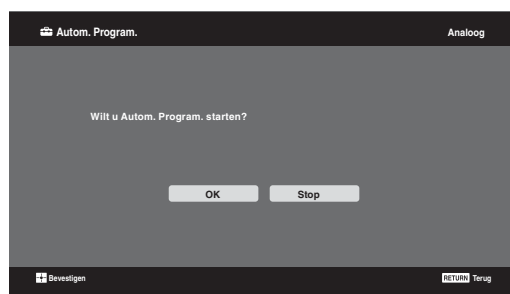 Autom. Program. Analoog
Wilt u Autom. Program. starten?
OK Stop
Bevestigen RETURN Terug